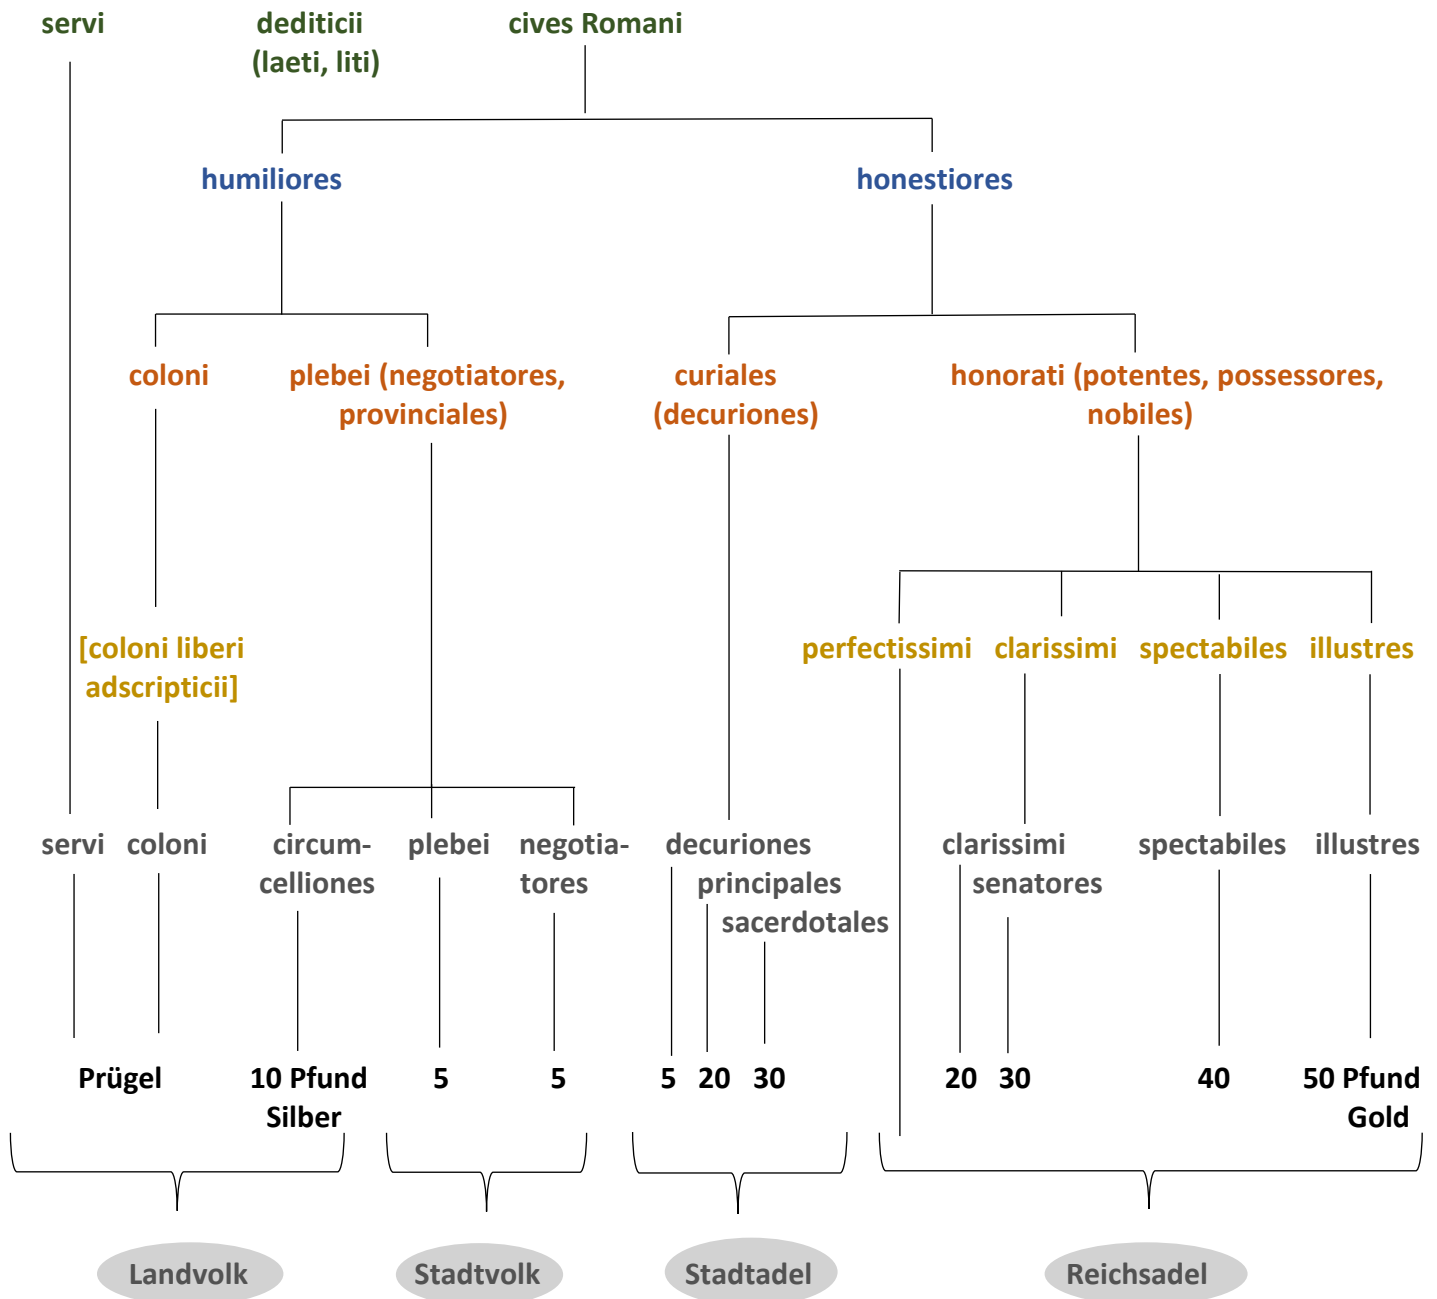 servi dediticii cives Romani
(laeti, liti)
humiliores honestiores
coloni plebei (negotiatores, curiales honorati (potentes, possessores,
provinciales) (decuriones) nobiles)
[coloni liberi perfectissimi clarissimi spectabiles illustres
adscripticii]
servi coloni circum- plebei negotia- decuriones clarissimi spectabiles illustres
celliones tores principales senatores
sacerdotales
Prügel 10 Pfund 5 5 5 20 30 20 30 40 50 Pfund
Silber Gold
Landvolk Stadtvolk Stadtadel Reichsadel